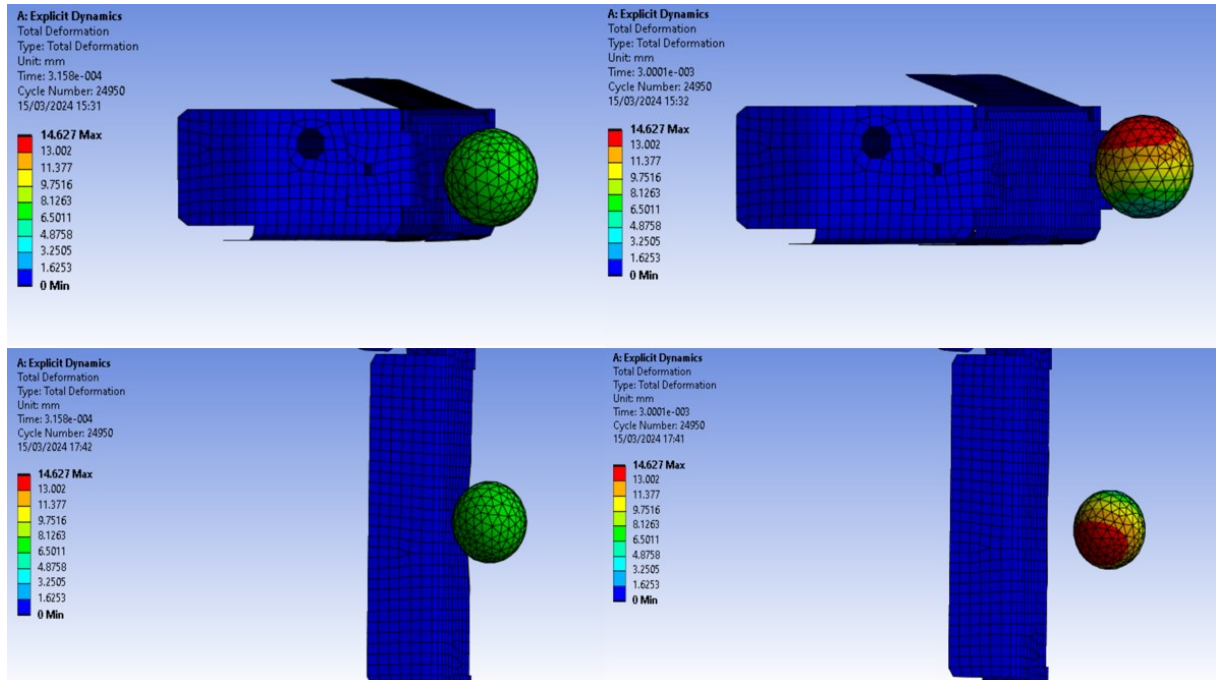 A: Explicit Dynamics
Total Deformation
Type: Total Deformation
Unit: mm
Time: 3.158e-004
Cycle Number: 24950
15/03/2024 15:31
14.627 Max
13.002
11.377
9.7516
8.1263
6.5011
4.8758
3.2505
1.6253
0 Min
A: Explicit Dynamics
Total Deformation
Type: Total Deformation
Unit: mm
Time: 3.0001e-003
Cycle Number: 24950
15/03/2024 15:32
14.627 Max
13.002
11.377
9.7516
8.1263
6.5011
4.8758
3.2505
1.6253
0 Min
A: Explicit Dynamics
Total Deformation
Type: Total Deformation
Unit: mm
Time: 3.158e-004
Cycle Number: 24950
15/03/2024 17:42
14.627 Max
13.002
11.377
9.7516
8.1263
6.5011
4.8758
3.2505
1.6253
0 Min
A: Explicit Dynamics
Total Deformation
Type: Total Deformation
Unit: mm
Time: 3.0001e-003
Cycle Number: 24950
15/03/2024 17:41
14.627 Max
13.002
11.377
9.7516
8.1263
6.5011
4.8758
3.2505
1.6253
0 Min